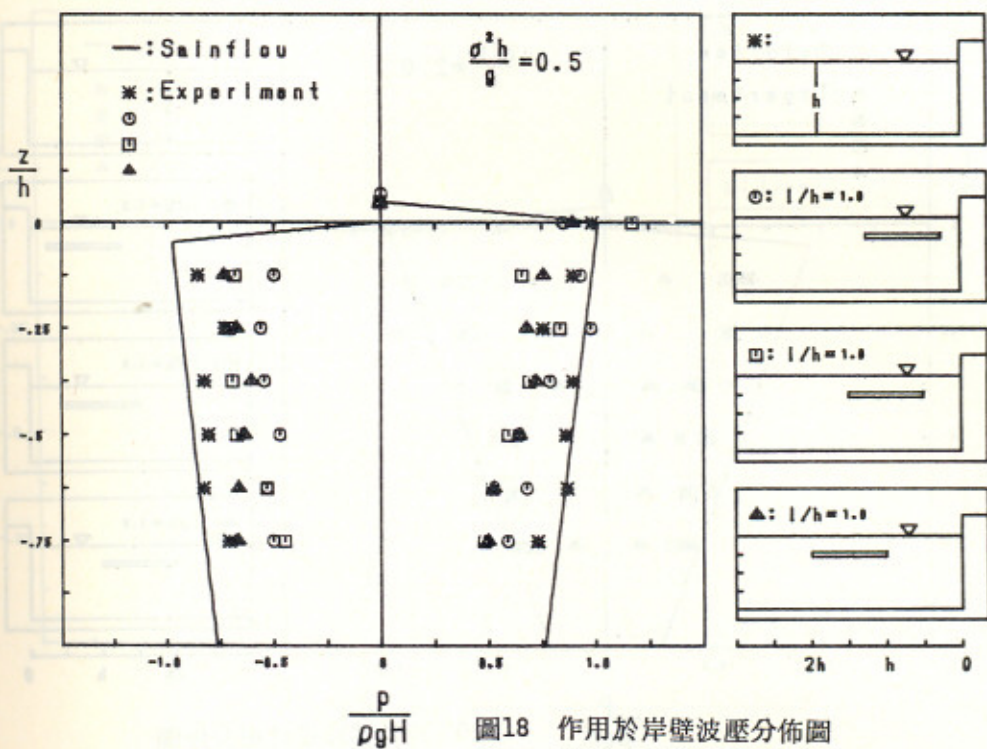 —: Sainflou
σ²h/g = 0.5
✳: Experiment
z/h
0
-.25
-.5
-.75
-1.0 -0.5 0 0.5 1.0
p/ρgH
圖18 作用於岸壁波壓分佈圖
✳:
h
⊙: l/h=1.0
□: l/h=1.0
▲: l/h=1.0
2h h 0